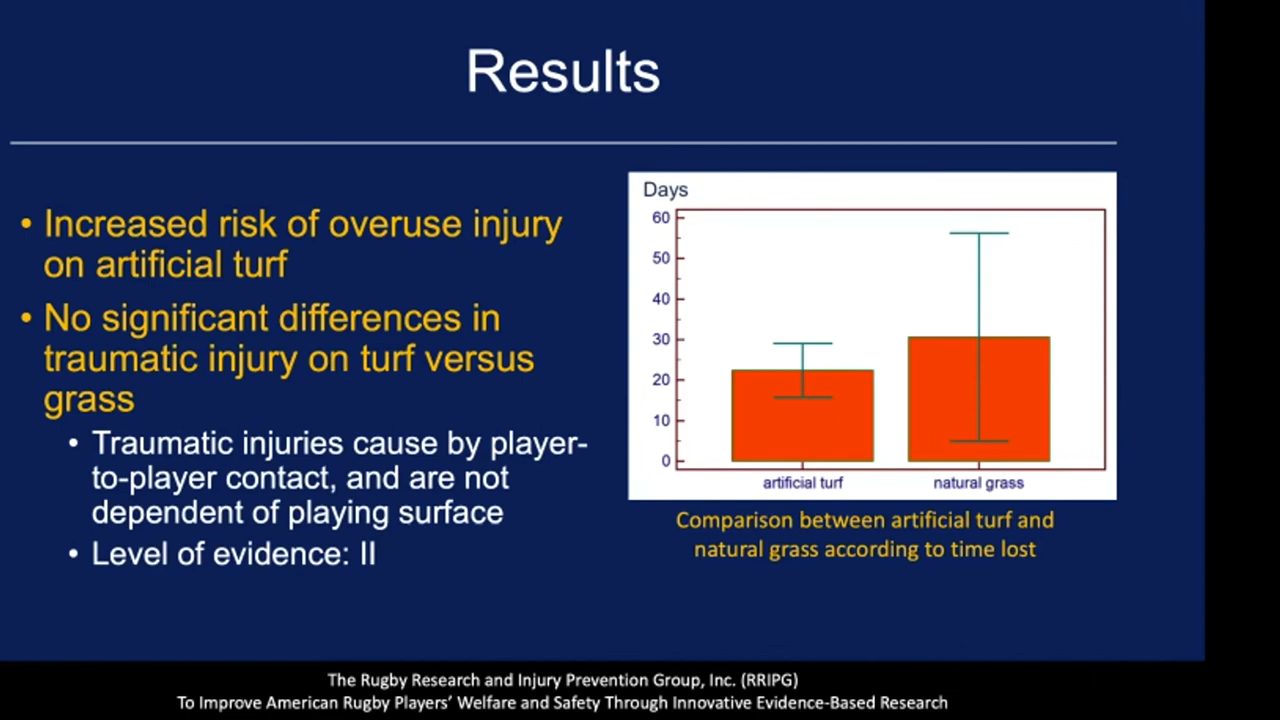 Results
• Increased risk of overuse injury
on artificial turf
• No significant differences in
traumatic injury on turf versus
grass
• Traumatic injuries cause by player-
to-player contact, and are not
dependent of playing surface
• Level of evidence: II
Days
60
50
40
30
20
10
0
artificial turf natural grass
Comparison between artificial turf and
natural grass according to time lost
The Rugby Research and Injury Prevention Group, Inc. (RRIPG)
To Improve American Rugby Players’ Welfare and Safety Through Innovative Evidence-Based Research